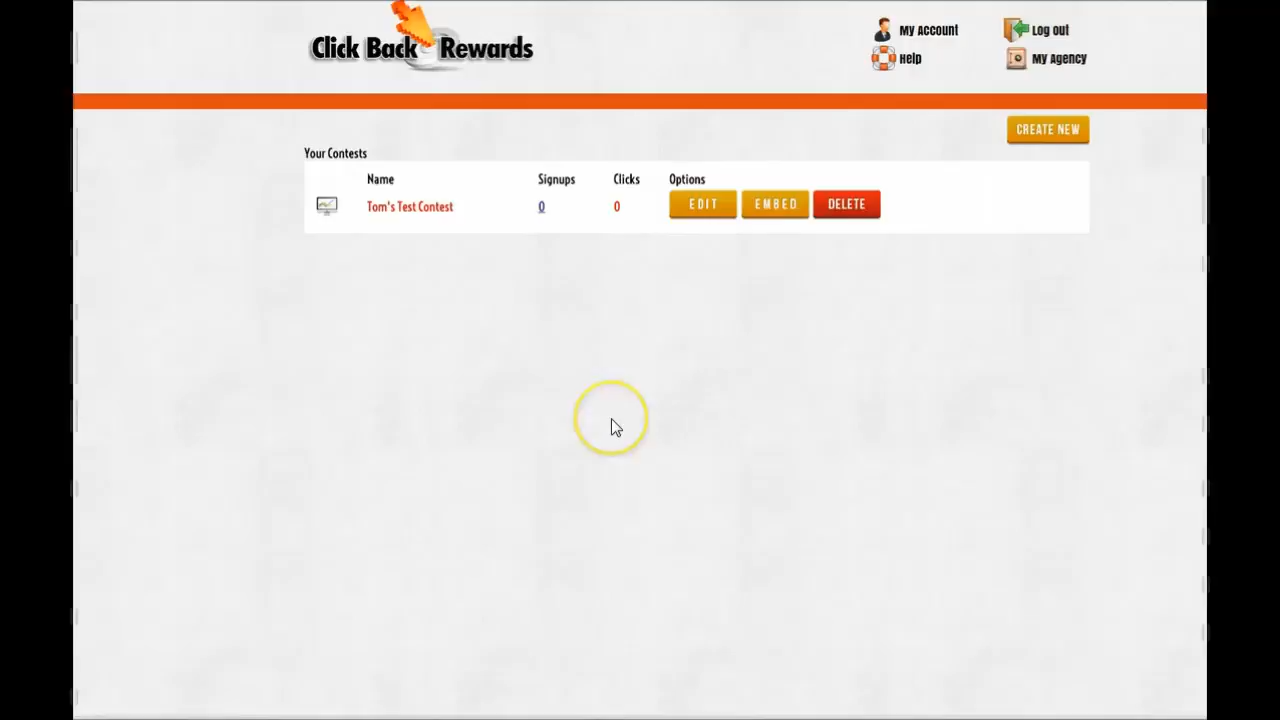 Click Back Rewards
My Account
Log out
Help
My Agency
CREATE NEW
Your Contests
Name Signups Clicks Options
Tom's Test Contest 0 0 EDIT EMBED DELETE